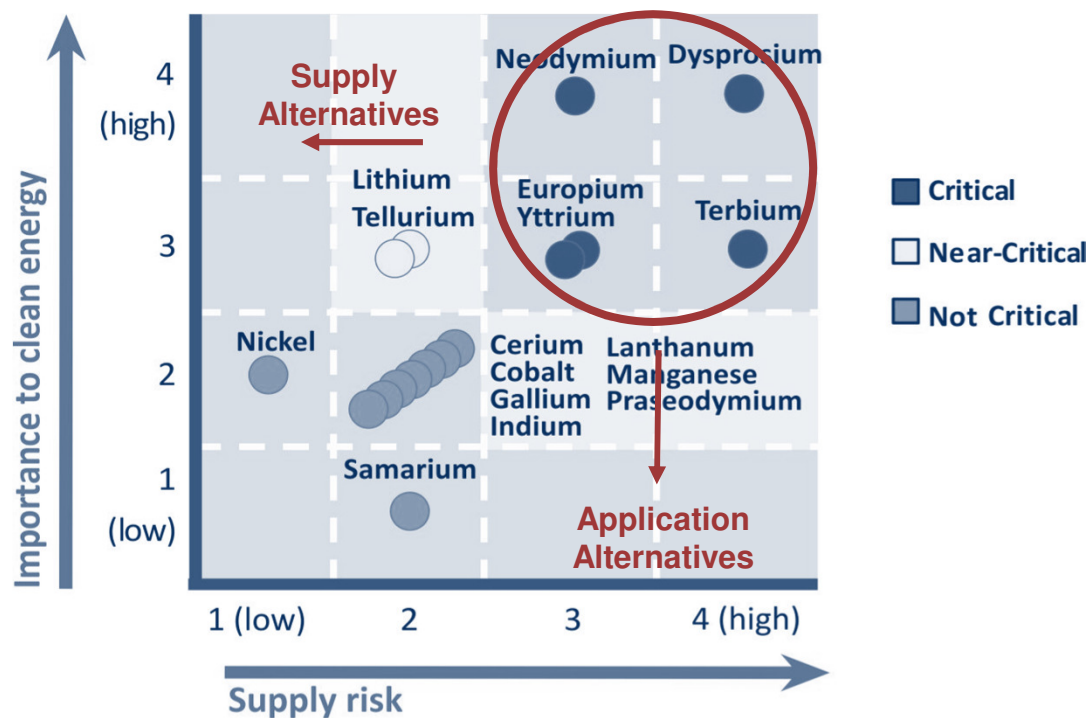 Importance to clean energy
4
(high)
3
2
1
(low)
Supply
Alternatives
Neodymium
Dysprosium
Lithium
Tellurium
Europium
Yttrium
Terbium
Nickel
Cerium
Cobalt
Gallium
Indium
Lanthanum
Manganese
Praseodymium
Samarium
Application
Alternatives
1 (low)
2
3
4 (high)
Supply risk
Critical
Near-Critical
Not Critical